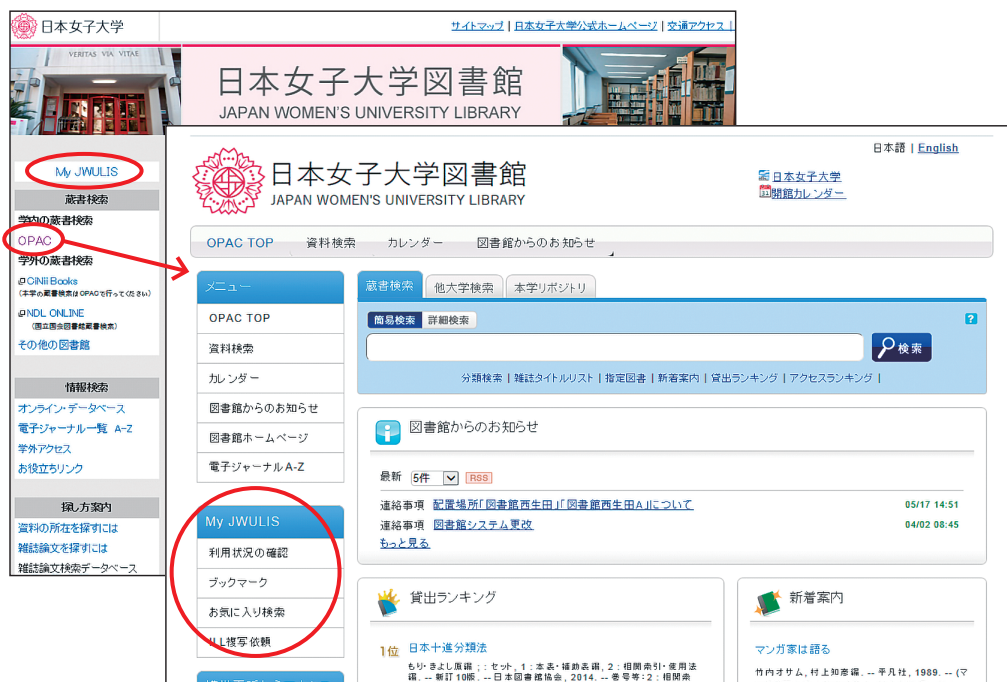 日本女子大学
サイトマップ | 日本女子大学公式ホームページ | 交通アクセス |
VERITAS VIA VITAE
日本女子大学図書館
JAPAN WOMEN'S UNIVERSITY LIBRARY
My JWULIS
蔵書検索
学内の蔵書検索
OPAC
学外の蔵書検索
CiNii Books
(本学の蔵書検索はOPACで行ってください)
NDL ONLINE
(国立国会図書館蔵書検索)
その他の図書館
情報検索
オンライン・データベース
電子ジャーナル一覧 A-Z
学外アクセス
お役立ちリンク
探し方案内
資料の所在を探すには
雑誌論文を探すには
雑誌論文検索データベース
日本語 | English
日本女子大学図書館
JAPAN WOMEN'S UNIVERSITY LIBRARY
日本女子大学
開館カレンダー
OPAC TOP 資料検索 カレンダー 図書館からのお知らせ
メニュー
OPAC TOP
資料検索
カレンダー
図書館からのお知らせ
図書館ホームページ
電子ジャーナルA-Z
My JWULIS
利用状況の確認
ブックマーク
お気に入り検索
ILL複写依頼
蔵書検索 他大学検索 本学リポジトリ
簡易検索 詳細検索
?
検索
分類検索 | 雑誌タイトルリスト | 指定図書 | 新着案内 | 貸出ランキング | アクセスランキング |
図書館からのお知らせ
最新 5件 RSS
連絡事項 配置場所「図書館西生田」「図書館西生田A」について 05/17 14:51
連絡事項 図書館システム更改 04/02 08:45
もっと見る
貸出ランキング
1位 日本十進分類法
もり・きよし原編 ; : セット, 1 : 本表・補助表編, 2 : 相関索引・使用法
編. -- 新訂10版. -- 日本図書館協会, 2014. -- 番号等:2 : 相関索
新着案内
マンガ家は語る
竹内オサム, 村上知彦編. -- 平凡社, 1989. -- (マ